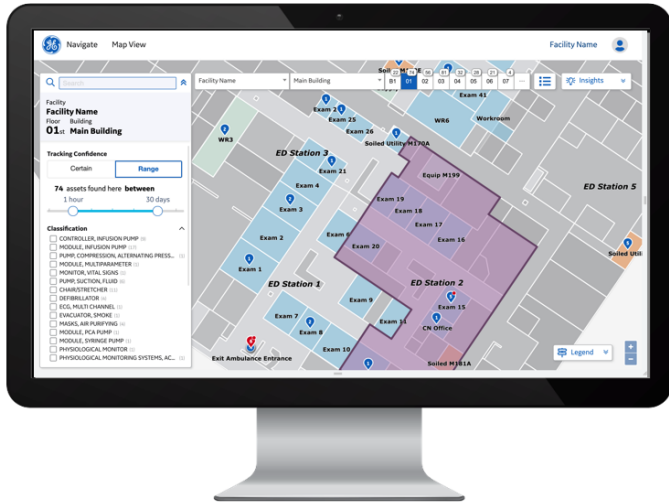 Navigate Map View
Facility Name
Search
Facility
Facility Name
Floor Building
01st Main Building
Tracking Confidence
Certain Range
74 assets found here between
1 hour 30 days
Classification
CONTROLLER, INFUSION PUMP
MODULE, INFUSION PUMP
PUMP, COMPRESSION, ALTERNATING PRESS...
MODULE, MULTIPARAMETER
MONITOR, VITAL SIGNS
PUMP, SUCTION, FLUID
CHAIR/STRETCHER
DEFIBRILLATOR
ECG, MULTI CHANNEL
EVACUATOR, SMOKE
MASKS, AIR PURIFYING
MODULE, PCA PUMP
MODULE, SYRINGE PUMP
PHYSIOLOGICAL MONITOR
PHYSIOLOGICAL MONITORING SYSTEMS, AC...
Facility Name Main Building
B1 01 02 03 04 05 06 07 ...
Insights
Exam 2
Exam 25
Exam 26
Exam 41
WR6
Workroom
WR3
Soiled Utility M170A
ED Station 3
Exam 21
Equip M199
ED Station 5
Exam 4
Exam 3
Exam 19
Exam 18
Exam 17
Exam 16
Exam 2
Exam 20
Exam 1
ED Station 1
ED Station 2
Exam 9
Exam 15
Exam 7
Exam 8
Exam 11
CN Office
Exit Ambulance Entrance
Exam 10
Soiled M181A
Legend